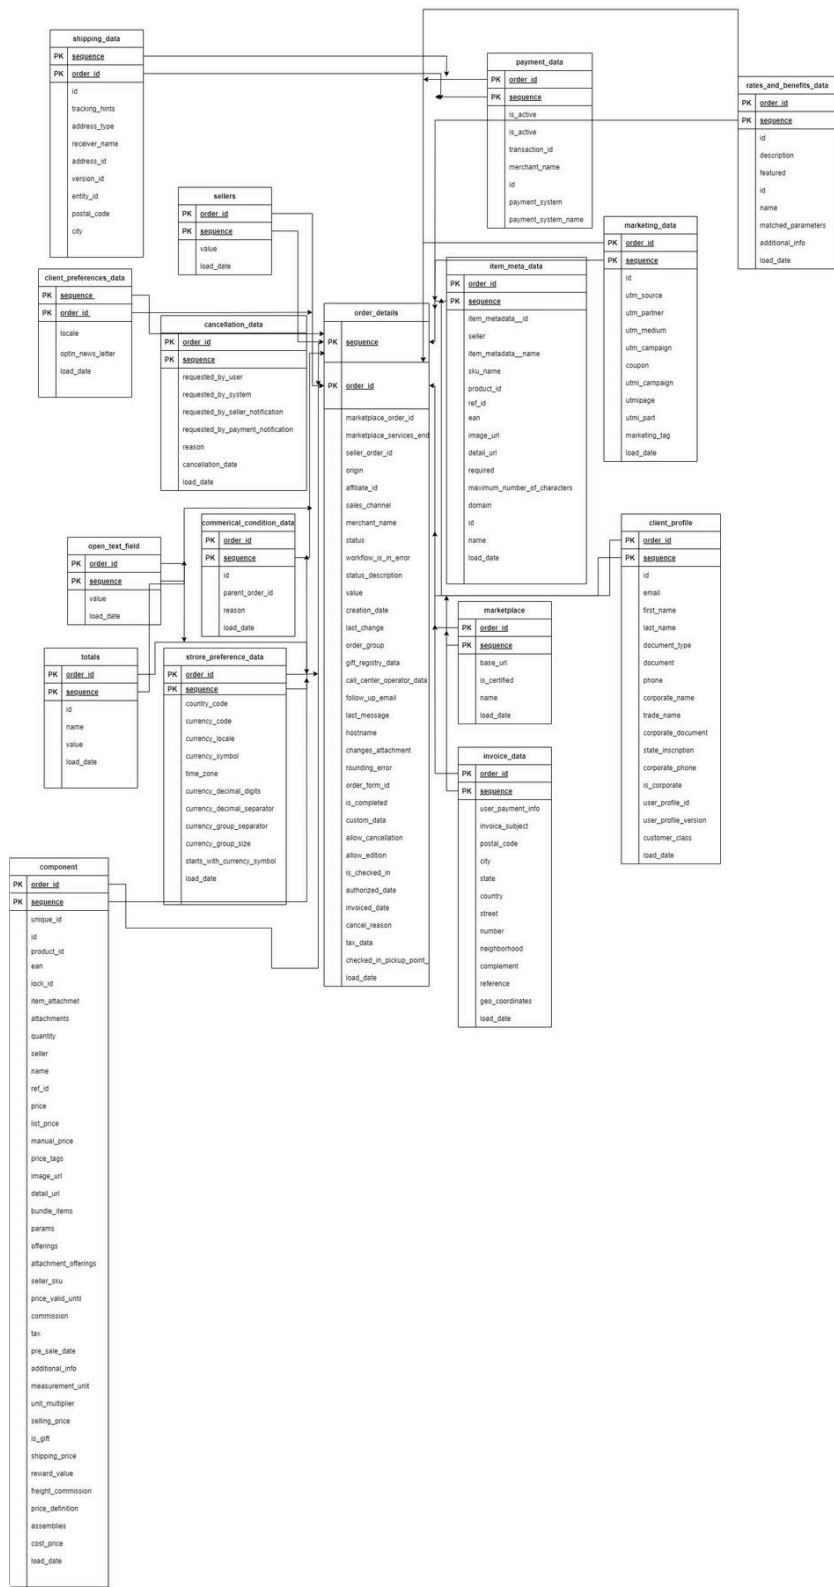 shipping_data
PK sequence
PK order_id
id
tracking_hints
address_type
receiver_name
address_id
version_id
entity_id
postal_code
city
payment_data
PK order_id
PK sequence
is_active
is_active
transaction_id
merchant_name
id
payment_system
payment_system_name
rates_and_benefits_data
PK order_id
PK sequence
id
description
featured
id
name
matched_parameters
additional_info
load_date
sellers
PK order_id
PK sequence
value
load_date
marketing_data
PK order_id
PK sequence
id
utm_source
utm_partner
utm_medium
utm_campaign
coupon
utmi_campaign
utmipage
utmi_part
marketing_tag
load_date
client_preferences_data
PK sequence
PK order_id
locale
optin_news_letter
load_date
item_meta_data
PK order_id
PK sequence
item_metadata__id
seller
item_metadata__name
sku_name
product_id
ref_id
ean
image_url
detail_url
required
maximum_number_of_characters
domain
id
name
load_date
cancellation_data
PK order_id
PK sequence
requested_by_user
requested_by_system
requested_by_seller_notification
requested_by_payment_notification
reason
cancellation_date
load_date
order_details
PK sequence
PK order_id
marketplace_order_id
marketplace_services_end
seller_order_id
origin
affiliate_id
sales_channel
merchant_name
status
workflow_is_in_error
status_description
value
creation_date
last_change
order_group
gift_registry_data
call_center_operator_data
follow_up_email
last_message
hostname
changes_attachment
rounding_error
order_form_id
is_completed
custom_data
allow_cancellation
allow_edition
is_checked_in
authorized_date
invoiced_date
cancel_reason
tax_data
checked_in_pickup_point_
load_date
commerical_condition_data
PK order_id
PK sequence
id
parent_order_id
reason
load_date
client_profile
PK order_id
PK sequence
id
email
first_name
last_name
document_type
document
phone
corporate_name
trade_name
corporate_document
state_inscription
corporate_phone
is_corporate
user_profile_id
user_profile_version
customer_class
load_date
open_text_field
PK order_id
PK sequence
value
load_date
marketplace
PK order_id
PK sequence
base_url
is_certified
name
load_date
totals
PK order_id
PK sequence
id
name
value
load_date
strore_preference_data
PK order_id
PK sequence
country_code
currency_code
currency_locale
currency_symbol
time_zone
currency_decimal_digits
currency_decimal_separator
currency_group_separator
currency_group_size
starts_with_currency_symbol
load_date
invoice_data
PK order_id
PK sequence
user_payment_info
invoice_subject
postal_code
city
state
country
street
number
neighborhood
complement
reference
geo_coordinates
load_date
component
PK order_id
PK sequence
unique_id
id
product_id
ean
lock_id
item_attachmet
attachments
quantity
seller
name
ref_id
price
list_price
manual_price
price_tags
image_url
detail_url
bundle_items
params
offerings
attachment_offerings
seller_sku
price_valid_until
commission
tax
pre_sale_date
additional_info
measurement_unit
unit_multiplier
selling_price
is_gift
shipping_price
reward_value
freight_commission
price_definition
assemblies
cost_price
load_date